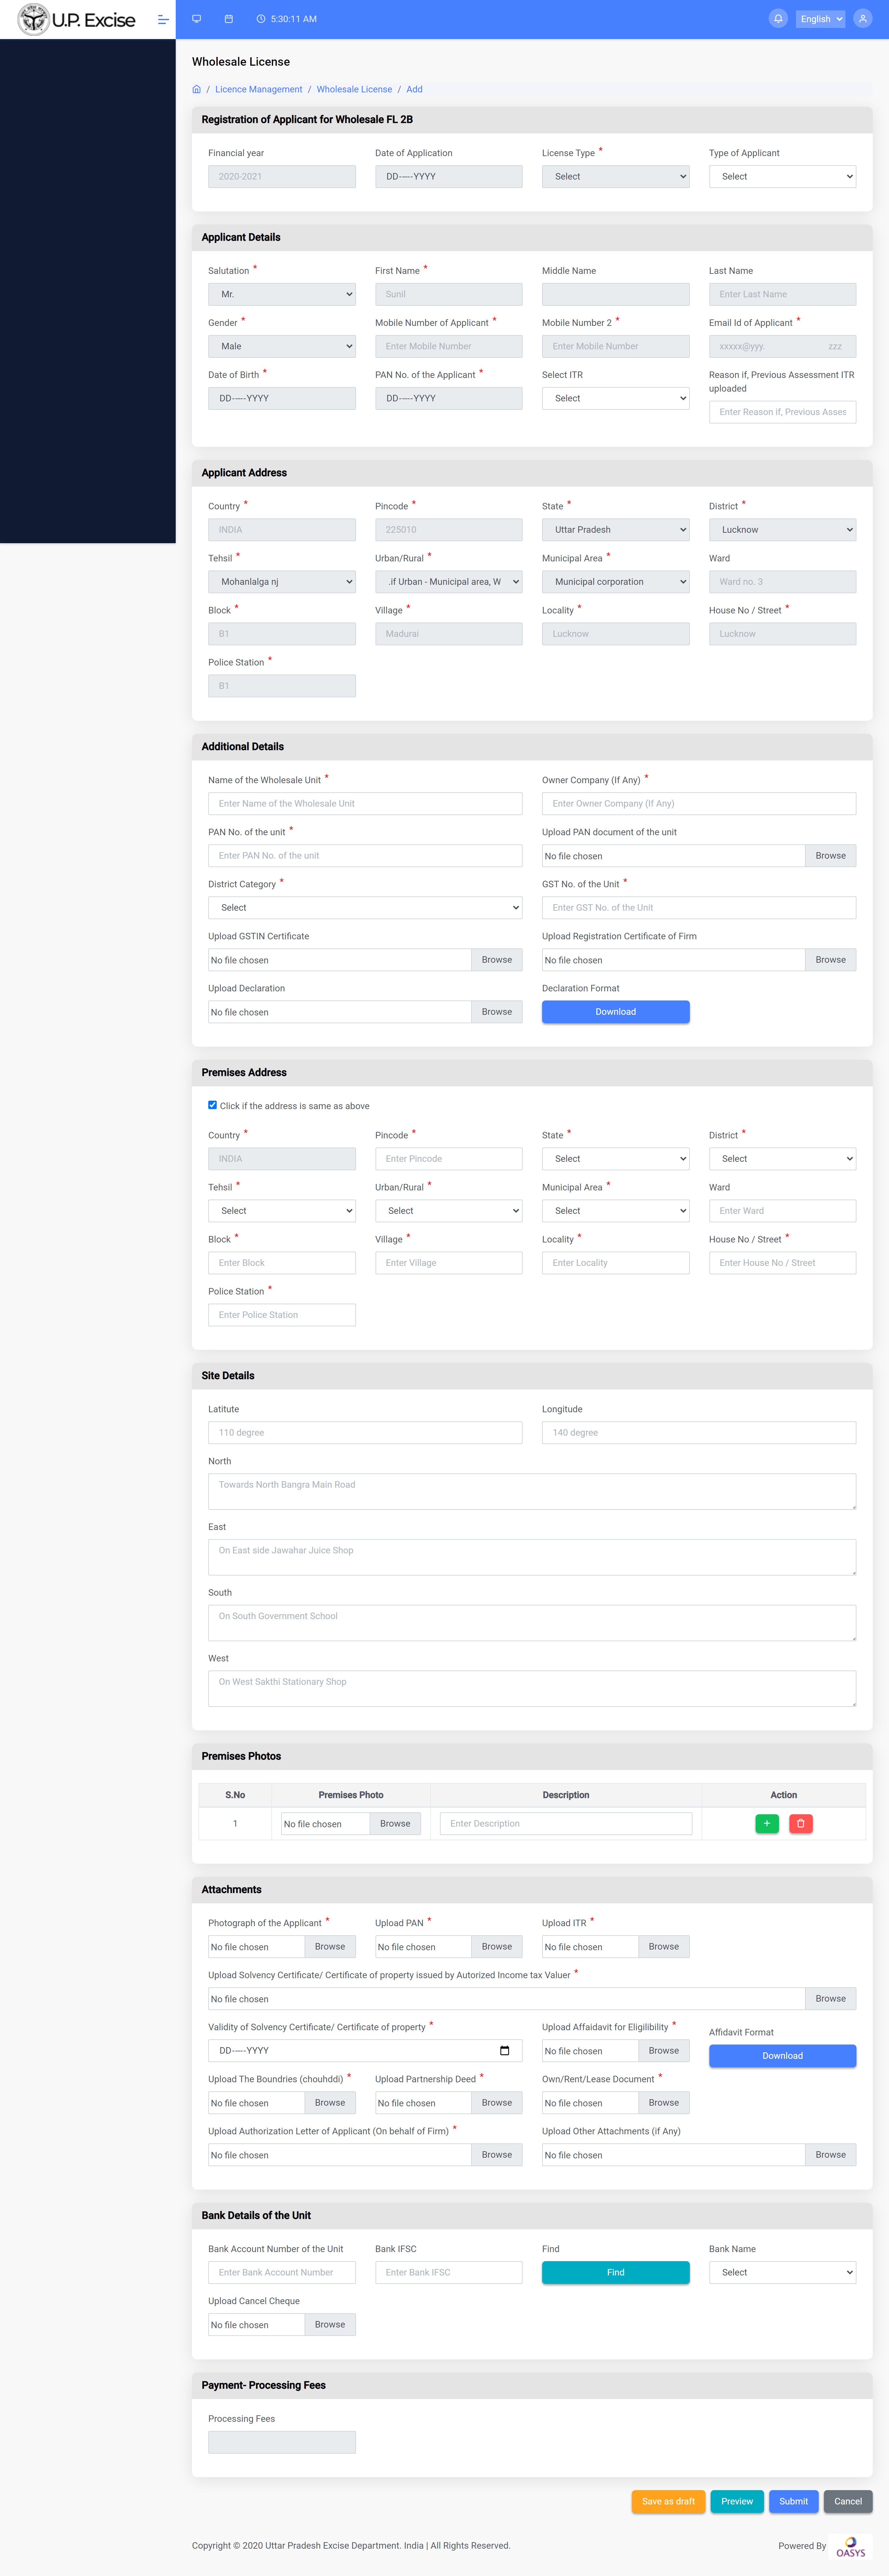 U.P. Excise
5:30:11 AM
English
Wholesale License
/ Licence Management / Wholesale License / Add
Registration of Applicant for Wholesale FL 2B
Financial year
Date of Application
License Type *
Type of Applicant
2020-2021
DD-----YYYY
Select
Select
Applicant Details
Salutation *
First Name *
Middle Name
Last Name
Mr.
Sunil
Enter Last Name
Gender *
Mobile Number of Applicant *
Mobile Number 2 *
Email Id of Applicant *
Male
Enter Mobile Number
Enter Mobile Number
xxxxx@yyy. zzz
Date of Birth *
PAN No. of the Applicant *
Select ITR
Reason if, Previous Assessment ITR
uploaded
DD-----YYYY
DD-----YYYY
Select
Enter Reason if, Previous Asses
Applicant Address
Country *
Pincode *
State *
District *
INDIA
225010
Uttar Pradesh
Lucknow
Tehsil *
Urban/Rural *
Municipal Area *
Ward
Mohanlalga nj
.if Urban - Municipal area, W
Municipal corporation
Ward no. 3
Block *
Village *
Locality *
House No / Street *
B1
Madurai
Lucknow
Lucknow
Police Station *
B1
Additional Details
Name of the Wholesale Unit *
Owner Company (If Any) *
Enter Name of the Wholesale Unit
Enter Owner Company (If Any)
PAN No. of the unit *
Upload PAN document of the unit
Enter PAN No. of the unit
No file chosen Browse
District Category *
GST No. of the Unit *
Select
Enter GST No. of the Unit
Upload GSTIN Certificate
Upload Registration Certificate of Firm
No file chosen Browse
No file chosen Browse
Upload Declaration
Declaration Format
No file chosen Browse
Download
Premises Address
Click if the address is same as above
Country *
Pincode *
State *
District *
INDIA
Enter Pincode
Select
Select
Tehsil *
Urban/Rural *
Municipal Area *
Ward
Select
Select
Select
Enter Ward
Block *
Village *
Locality *
House No / Street *
Enter Block
Enter Village
Enter Locality
Enter House No / Street
Police Station *
Enter Police Station
Site Details
Latitute
Longitude
110 degree
140 degree
North
Towards North Bangra Main Road
East
On East side Jawahar Juice Shop
South
On South Government School
West
On West Sakthi Stationary Shop
Premises Photos
S.No
Premises Photo
Description
Action
1
No file chosen Browse
Enter Description
+
Attachments
Photograph of the Applicant *
Upload PAN *
Upload ITR *
No file chosen Browse
No file chosen Browse
No file chosen Browse
Upload Solvency Certificate/ Certificate of property issued by Autorized Income tax Valuer *
No file chosen Browse
Validity of Solvency Certificate/ Certificate of property *
Upload Affaidavit for Eligilibility *
Affidavit Format
DD-----YYYY
No file chosen Browse
Download
Upload The Boundries (chouhddi) *
Upload Partnership Deed *
Own/Rent/Lease Document *
No file chosen Browse
No file chosen Browse
No file chosen Browse
Upload Authorization Letter of Applicant (On behalf of Firm) *
Upload Other Attachments (if Any)
No file chosen Browse
No file chosen Browse
Bank Details of the Unit
Bank Account Number of the Unit
Bank IFSC
Find
Bank Name
Enter Bank Account Number
Enter Bank IFSC
Find
Select
Upload Cancel Cheque
No file chosen Browse
Payment- Processing Fees
Processing Fees
Save as draft
Preview
Submit
Cancel
Copyright © 2020 Uttar Pradesh Excise Department. India | All Rights Reserved.
Powered By OASYS